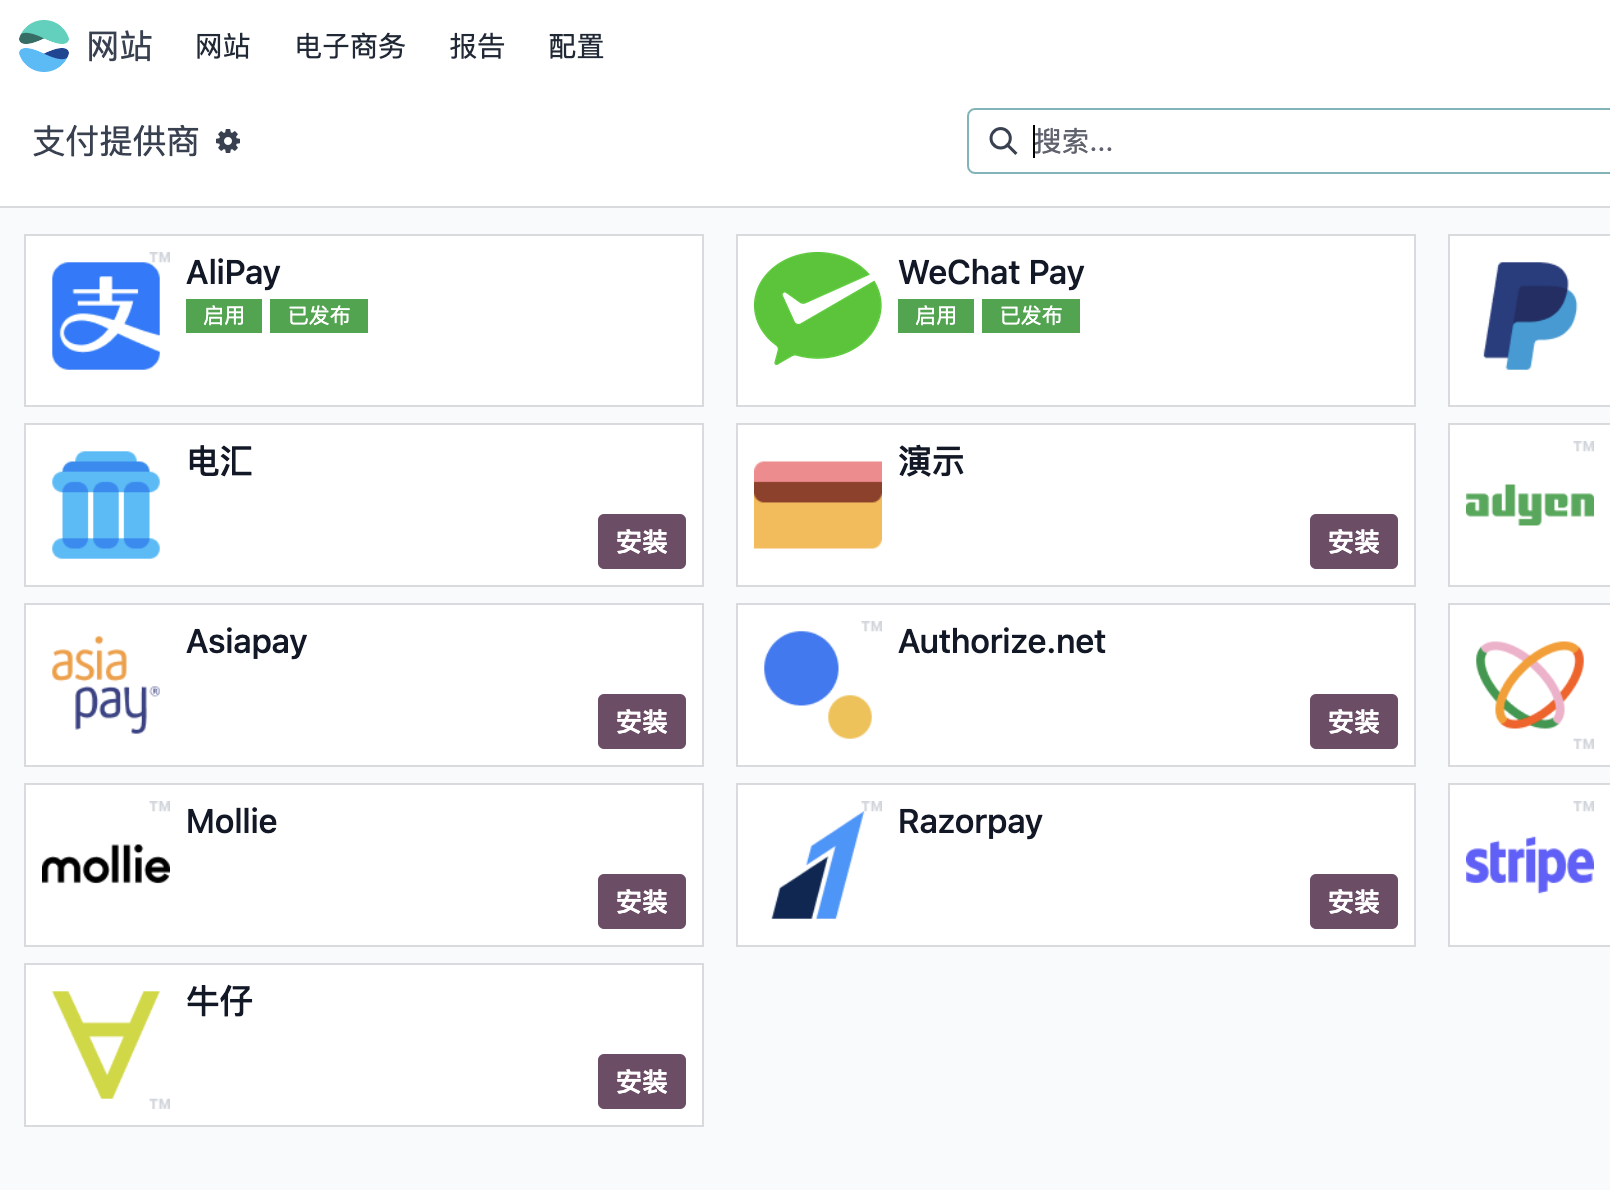 网站 网站 电子商务 报告 配置
支付提供商 搜索...
TM AliPay
启用 已发布
WeChat Pay
启用 已发布
电汇
安装
演示
安装
TM
adyen
asia pay® Asiapay
安装
TM Authorize.net
安装
TM
TM
mollie Mollie
安装
TM Razorpay
安装
TM
stripe
牛仔
安装
TM